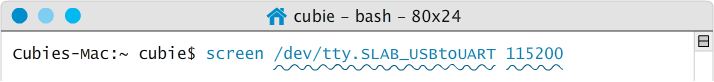 cubie – bash – 80x24
Cubies-Mac:~ cubie$ screen /dev/tty.SLAB_USBtoUART 115200